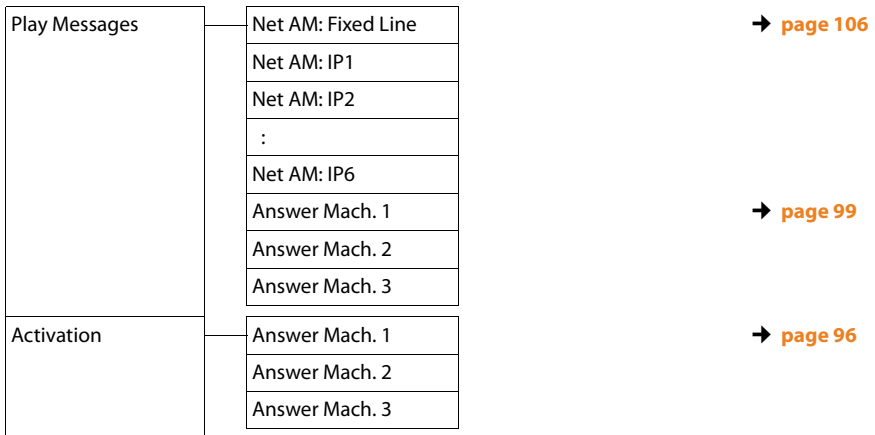 Play Messages Net AM: Fixed Line ➜ page 106
Net AM: IP1
Net AM: IP2
:
Net AM: IP6
Answer Mach. 1 ➜ page 99
Answer Mach. 2
Answer Mach. 3
Activation Answer Mach. 1 ➜ page 96
Answer Mach. 2
Answer Mach. 3